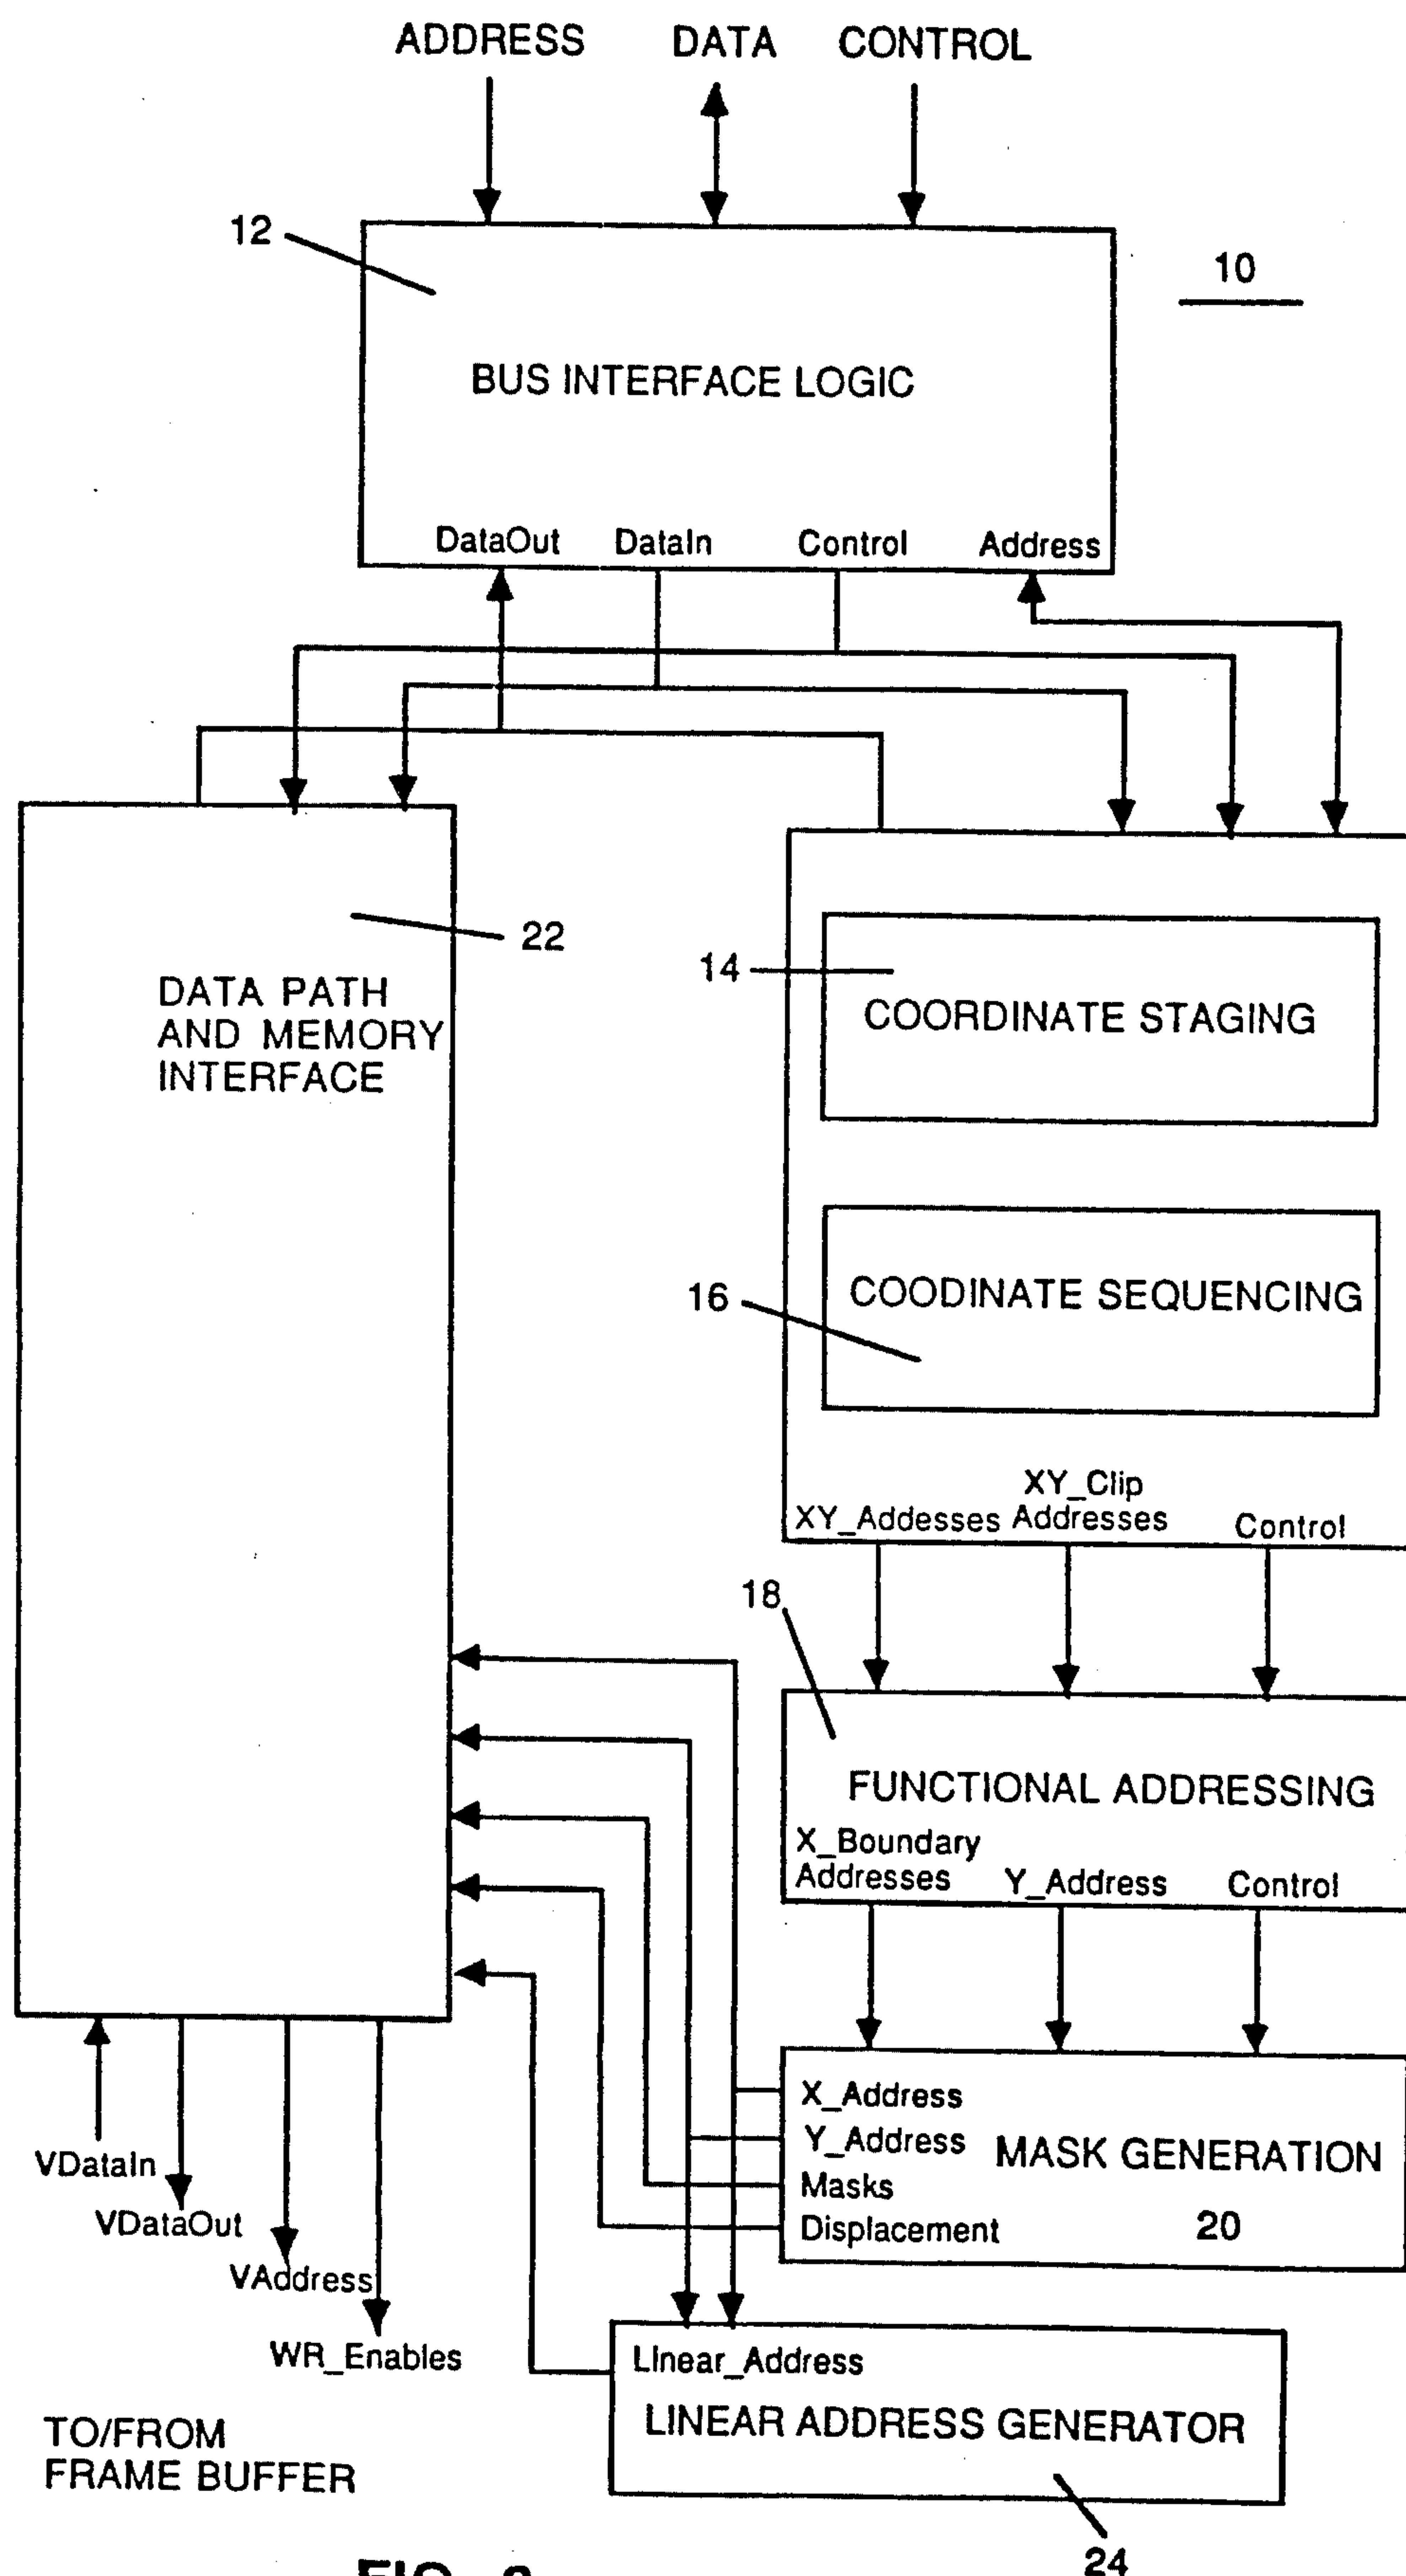 ADDRESS DATA CONTROL
12
10
BUS INTERFACE LOGIC
DataOut DataIn Control Address
22
DATA PATH
AND MEMORY
INTERFACE
14
COORDINATE STAGING
16
COODINATE SEQUENCING
XY_Addesses
XY_Clip
Addresses
Control
18
FUNCTIONAL ADDRESSING
X_Boundary
Addresses
Y_Address
Control
X_Address
Y_Address
Masks
Displacement
MASK GENERATION
20
VDataIn
VDataOut
VAddress
WR_Enables
TO/FROM
FRAME BUFFER
Linear_Address
LINEAR ADDRESS GENERATOR
24